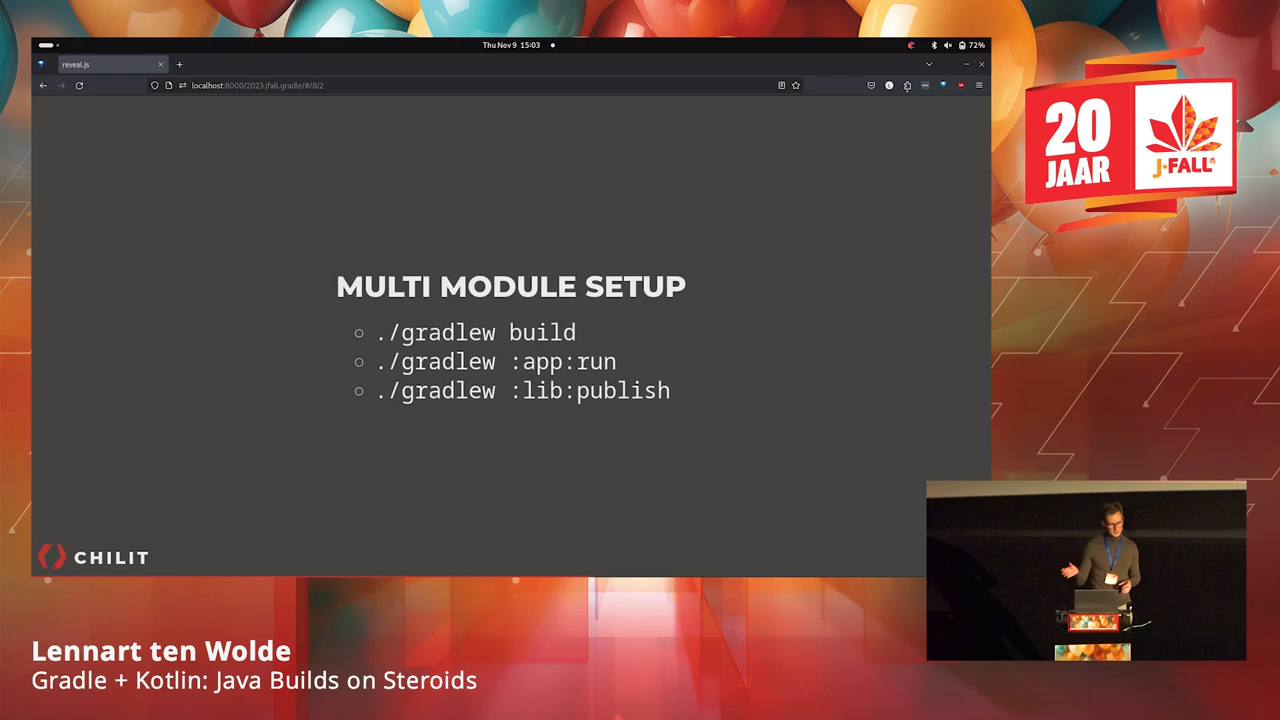 Thu Nov 9 15:03
72%
reveal.js
localhost:8000/2023.jfall.gradle/#/8/2
MULTI MODULE SETUP
./gradlew build
./gradlew :app:run
./gradlew :lib:publish
CHILIT
20
JAAR
J-FALL
Lennart ten Wolde
Gradle + Kotlin: Java Builds on Steroids